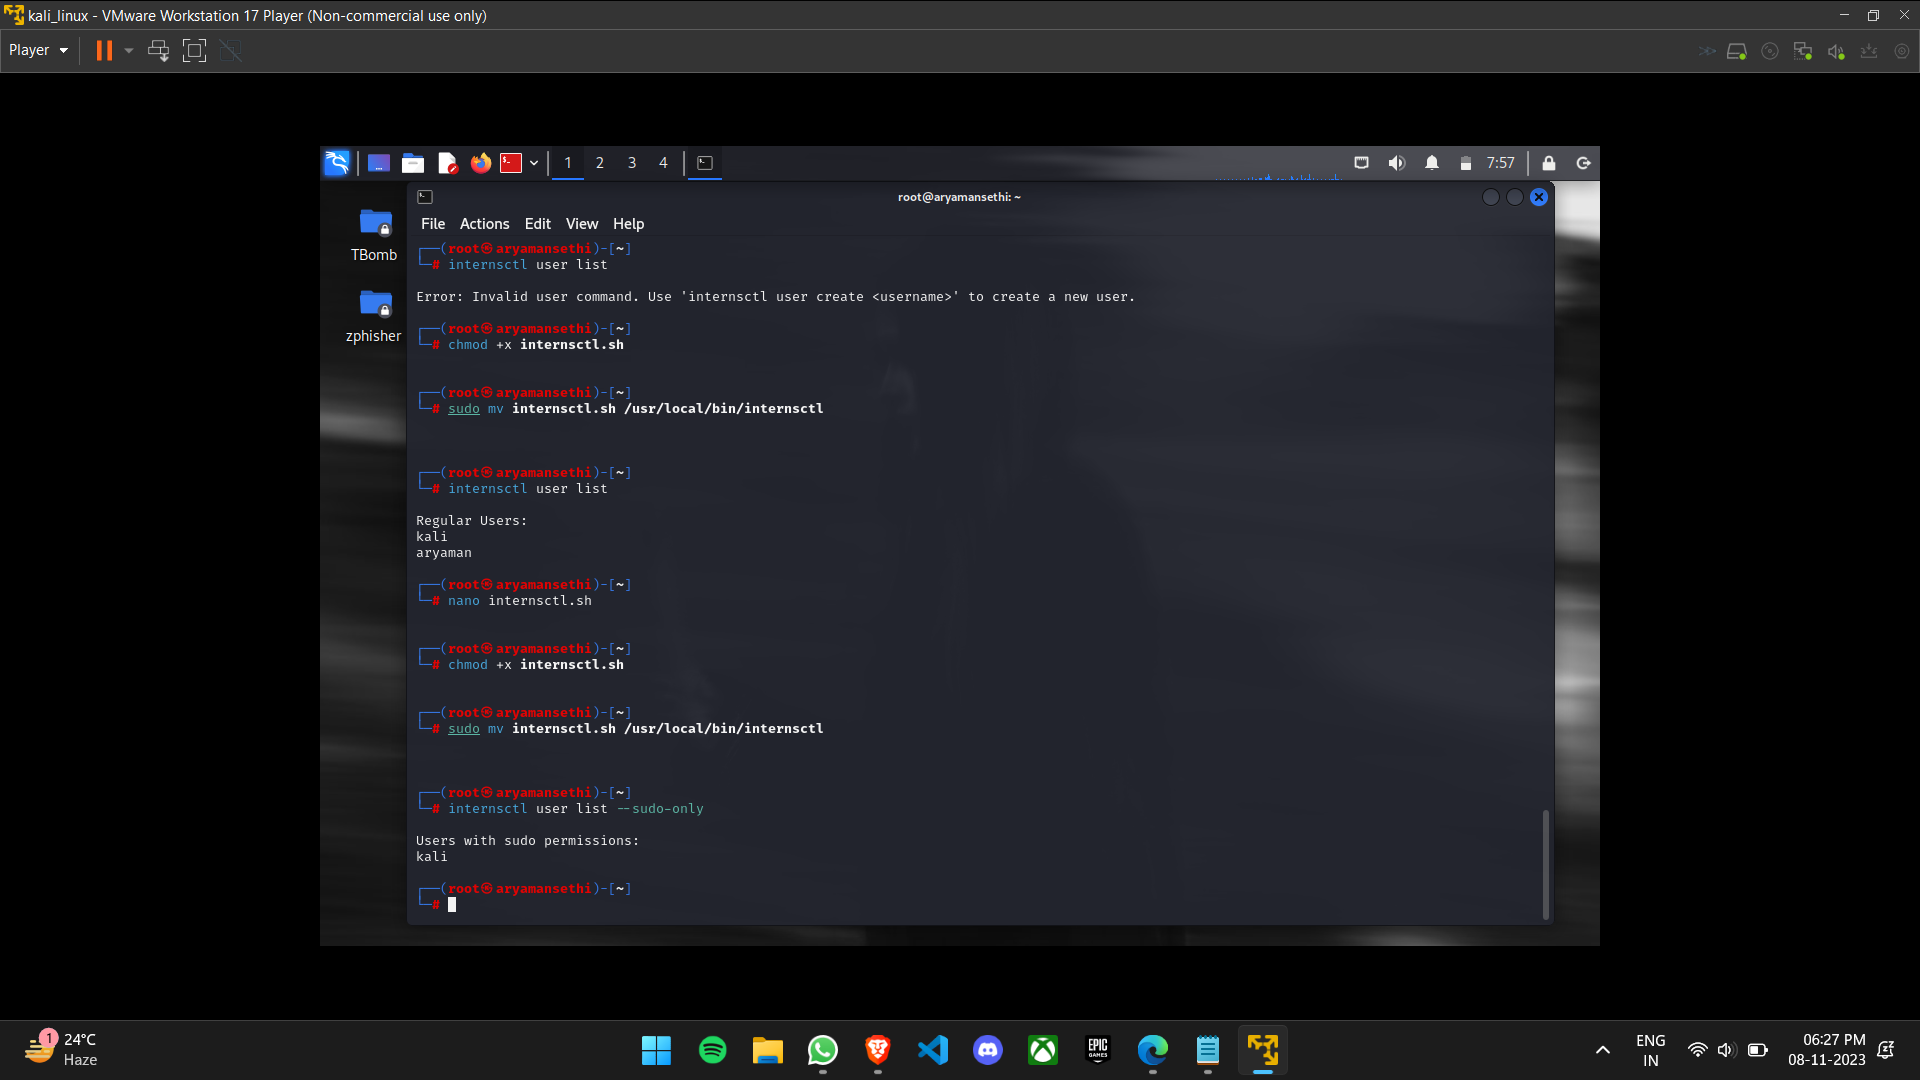 kali_linux - VMware Workstation 17 Player (Non-commercial use only)
Player
1 2 3 4
7:57
TBomb
zphisher
root@aryamansethi: ~
File Actions Edit View Help
┌──(root㉿aryamansethi)-[~]
└─# internsctl user list
Error: Invalid user command. Use 'internsctl user create <username>' to create a new user.
┌──(root㉿aryamansethi)-[~]
└─# chmod +x internsctl.sh
┌──(root㉿aryamansethi)-[~]
└─# sudo mv internsctl.sh /usr/local/bin/internsctl
┌──(root㉿aryamansethi)-[~]
└─# internsctl user list
Regular Users:
kali
aryaman
┌──(root㉿aryamansethi)-[~]
└─# nano internsctl.sh
┌──(root㉿aryamansethi)-[~]
└─# chmod +x internsctl.sh
┌──(root㉿aryamansethi)-[~]
└─# sudo mv internsctl.sh /usr/local/bin/internsctl
┌──(root㉿aryamansethi)-[~]
└─# internsctl user list --sudo-only
Users with sudo permissions:
kali
┌──(root㉿aryamansethi)-[~]
└─#
1
24°C
Haze
EPIC
GAMES
ENG
IN
06:27 PM
08-11-2023